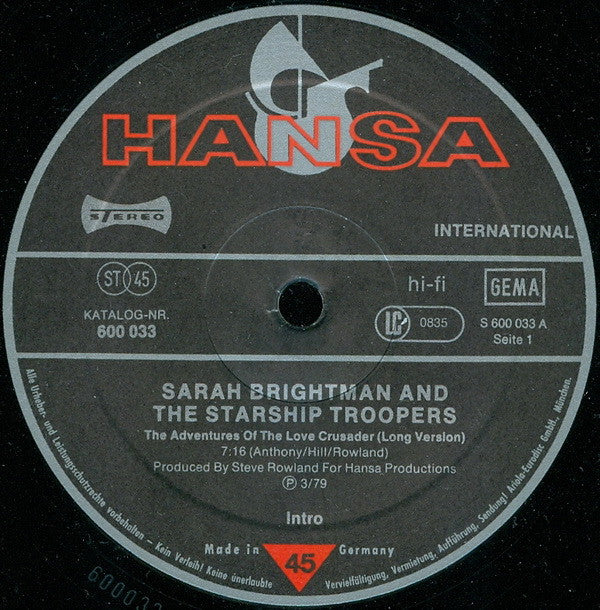 HANSA
STEREO
INTERNATIONAL
ST 45
hi-fi
GEMA
KATALOG-NR.
600 033
LC
0835
S 600 033 A
Seite 1
SARAH BRIGHTMAN AND
THE STARSHIP TROOPERS
The Adventures Of The Love Crusader (Long Version)
7:16 (Anthony/Hill/Rowland)
Produced By Steve Rowland For Hansa Productions
Ⓟ 3/79
Intro
Made in
45
Germany
Alle Urheber- und Leistungsschutzrechte vorbehalten – Kein Verleih! Keine unerlaubte Vervielfältigung, Vermietung, Aufführung, Sendung! Ariola-Eurodisc GmbH, München.
600033